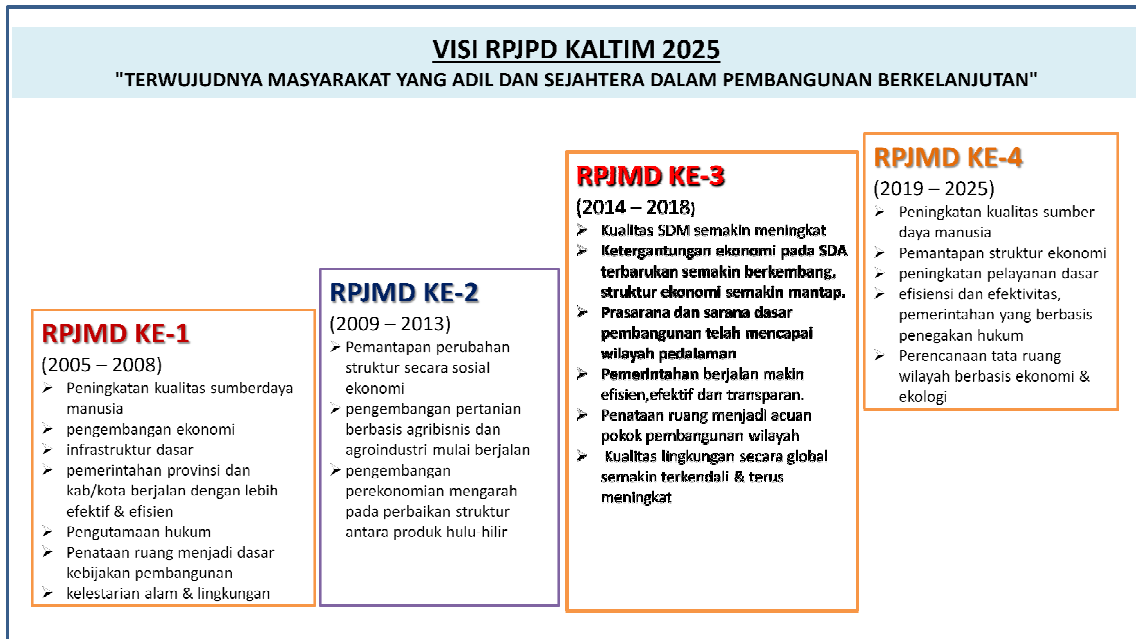 VISI RPJPD KALTIM 2025
"TERWUJUDNYA MASYARAKAT YANG ADIL DAN SEJAHTERA DALAM PEMBANGUNAN BERKELANJUTAN"
RPJMD KE-1
(2005 – 2008)
➢ Peningkatan kualitas sumberdaya
manusia
➢ pengembangan ekonomi
➢ infrastruktur dasar
➢ pemerintahan provinsi dan
kab/kota berjalan dengan lebih
efektif & efisien
➢ Pengutamaan hukum
➢ Penataan ruang menjadi dasar
kebijakan pembangunan
➢ kelestarian alam & lingkungan
RPJMD KE-2
(2009 – 2013)
➢ Pemantapan perubahan
struktur secara sosial
ekonomi
➢ pengembangan pertanian
berbasis agribisnis dan
agroindustri mulai berjalan
➢ pengembangan
perekonomian mengarah
pada perbaikan struktur
antara produk hulu-hilir
RPJMD KE-3
(2014 – 2018)
➢ Kualitas SDM semakin meningkat
➢ Ketergantungan ekonomi pada SDA
terbarukan semakin berkembang,
struktur ekonomi semakin mantap.
➢ Prasarana dan sarana dasar
pembangunan telah mencapai
wilayah pedalaman
➢ Pemerintahan berjalan makin
efisien,efektif dan transparan.
➢ Penataan ruang menjadi acuan
pokok pembangunan wilayah
➢ Kualitas lingkungan secara global
semakin terkendali & terus
meningkat
RPJMD KE-4
(2019 – 2025)
➢ Peningkatan kualitas sumber
daya manusia
➢ Pemantapan struktur ekonomi
➢ peningkatan pelayanan dasar
➢ efisiensi dan efektivitas,
pemerintahan yang berbasis
penegakan hukum
➢ Perencanaan tata ruang
wilayah berbasis ekonomi &
ekologi